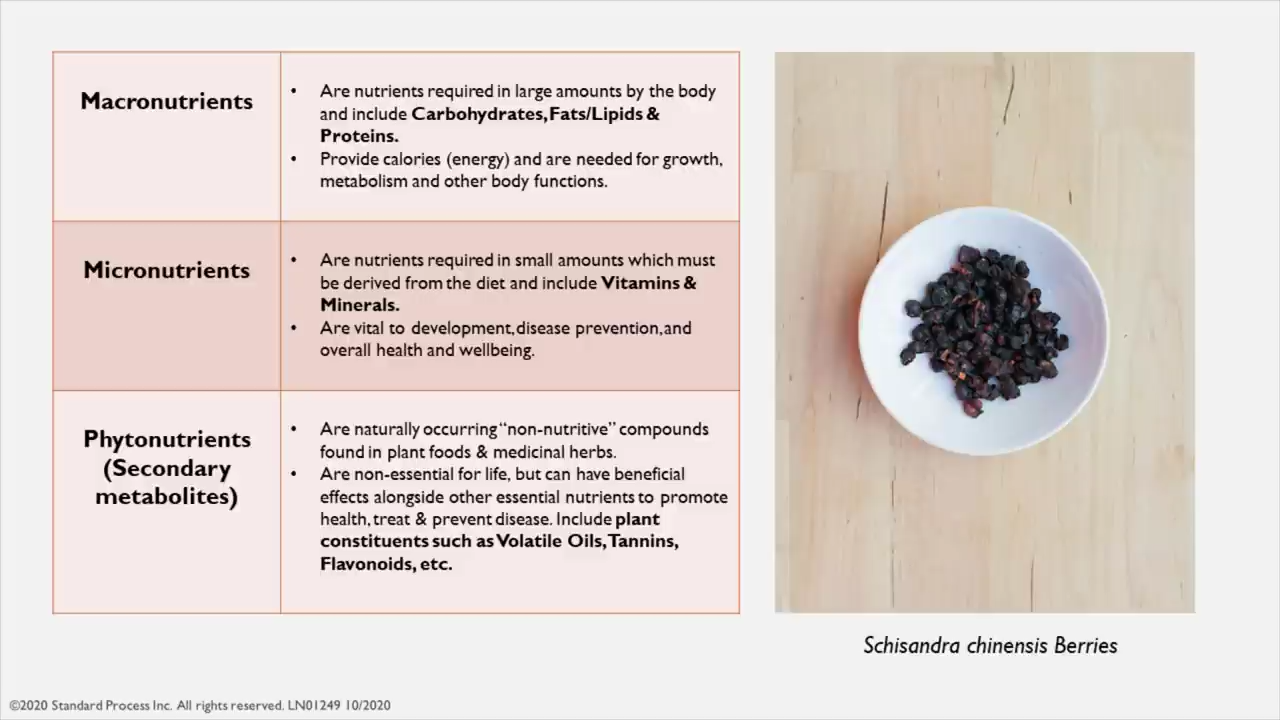 Macronutrients
• Are nutrients required in large amounts by the body
and include Carbohydrates, Fats/Lipids &
Proteins.
• Provide calories (energy) and are needed for growth,
metabolism and other body functions.
Micronutrients
• Are nutrients required in small amounts which must
be derived from the diet and include Vitamins &
Minerals.
• Are vital to development, disease prevention, and
overall health and wellbeing.
Phytonutrients
(Secondary
metabolites)
• Are naturally occurring “non-nutritive” compounds
found in plant foods & medicinal herbs.
• Are non-essential for life, but can have beneficial
effects alongside other essential nutrients to promote
health, treat & prevent disease. Include plant
constituents such as Volatile Oils, Tannins,
Flavonoids, etc.
Schisandra chinensis Berries
©2020 Standard Process Inc. All rights reserved. LN01249 10/2020